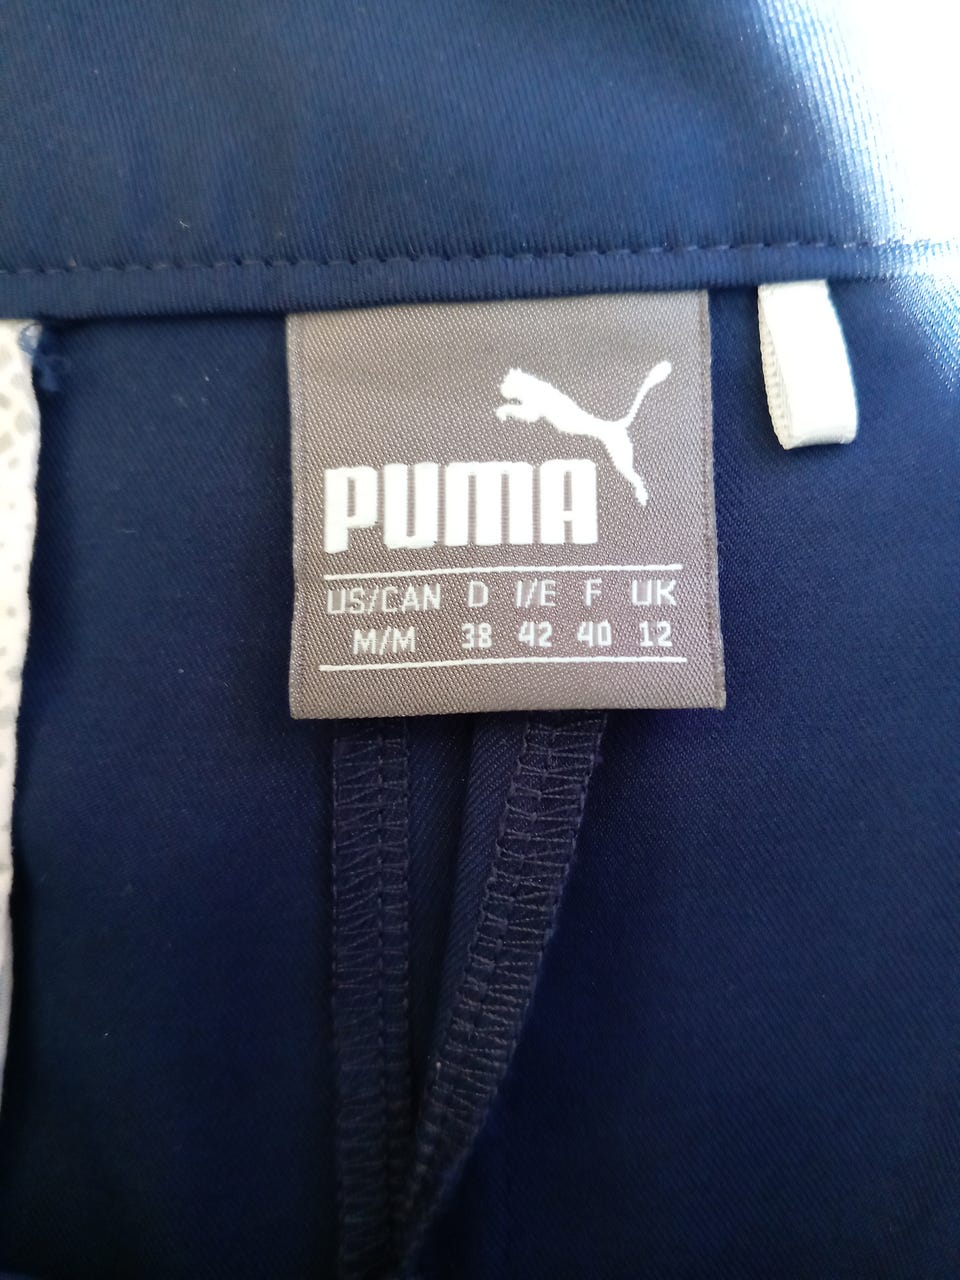 PUMA
US/CAN D I/E F UK
M/M 38 42 40 12